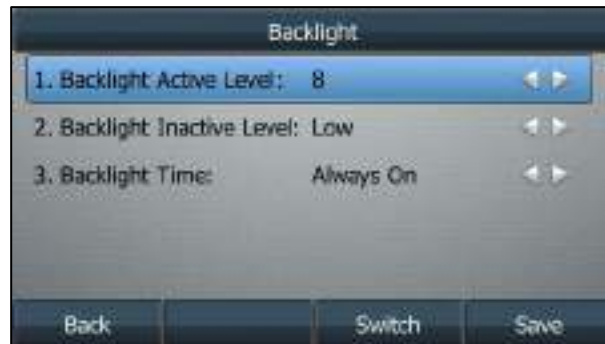 Backlight
1. Backlight Active Level: 8
2. Backlight Inactive Level: Low
3. Backlight Time: Always On
Back Switch Save